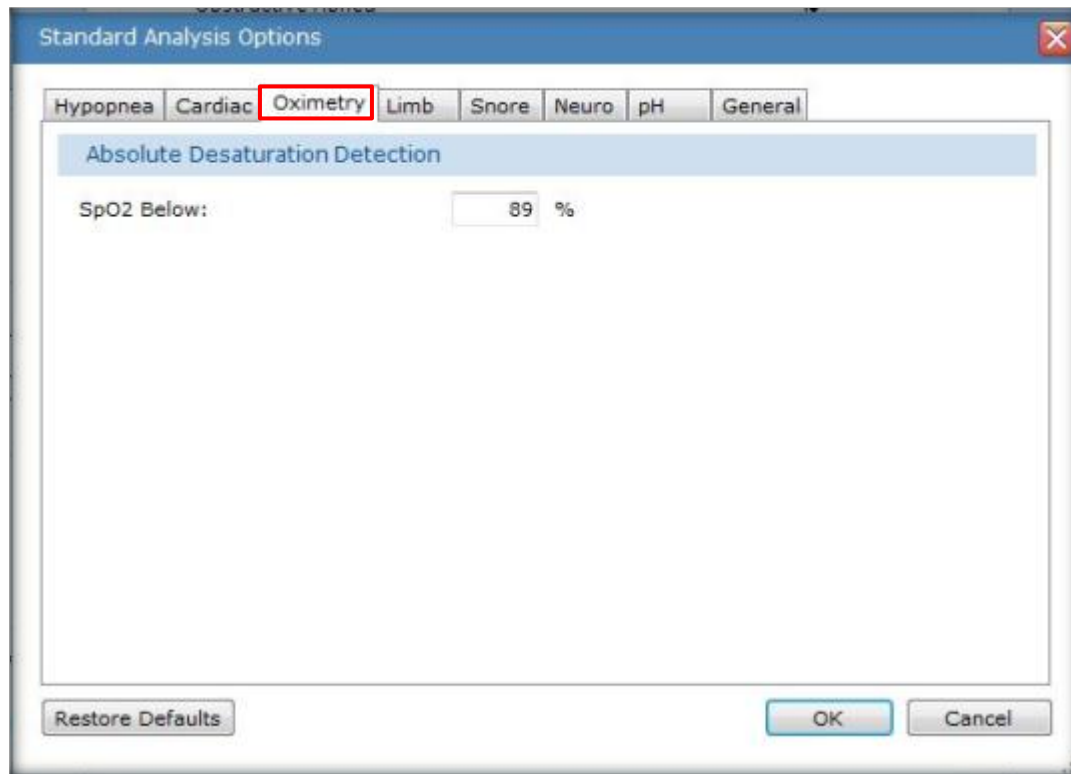 Standard Analysis Options
Hypopnea Cardiac Oximetry Limb Snore Neuro pH General
Absolute Desaturation Detection
SpO2 Below: 89 %
Restore Defaults OK Cancel